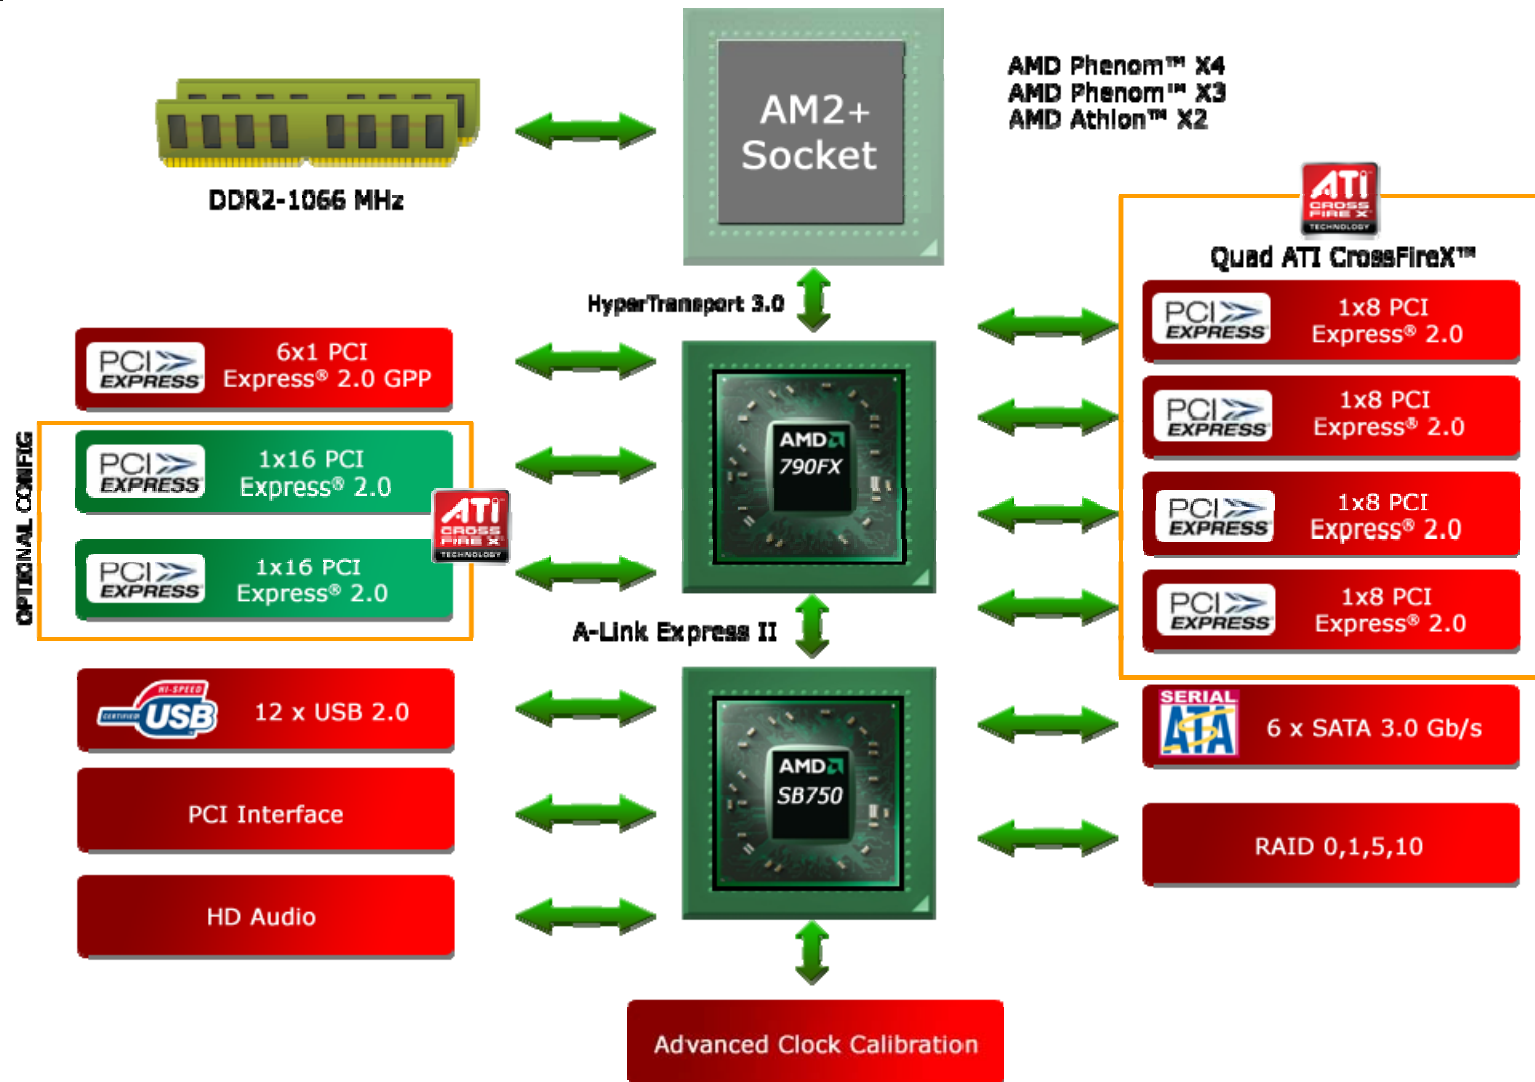 AM2+
Socket
AMD Phenom™ X4
AMD Phenom™ X3
AMD Athlon™ X2
DDR2-1066 MHz
HyperTransport 3.0
ATI
CROSS
FIRE X
TECHNOLOGY
Quad ATI CrossFireX™
PCI
EXPRESS®
1x8 PCI
Express® 2.0
PCI
EXPRESS®
1x8 PCI
Express® 2.0
PCI
EXPRESS®
1x8 PCI
Express® 2.0
PCI
EXPRESS®
1x8 PCI
Express® 2.0
PCI
EXPRESS®
6x1 PCI
Express® 2.0 GPP
OPTIONAL CONFIG
PCI
EXPRESS®
1x16 PCI
Express® 2.0
PCI
EXPRESS®
1x16 PCI
Express® 2.0
ATI
CROSS
FIRE X
TECHNOLOGY
AMD
790FX
A-Link Express II
HI-SPEED
CERTIFIED
USB
12 x USB 2.0
PCI Interface
HD Audio
AMD
SB750
SERIAL
ATA
6 x SATA 3.0 Gb/s
RAID 0,1,5,10
Advanced Clock Calibration